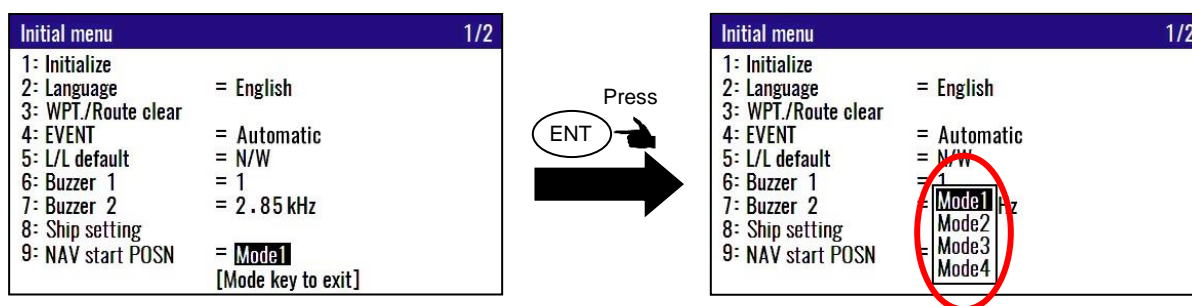 Initial menu 1/2
1: Initialize
2: Language = English
3: WPT./Route clear
4: EVENT = Automatic
5: L/L default = N/W
6: Buzzer 1 = 1
7: Buzzer 2 = 2.85 kHz
8: Ship setting
9: NAV start POSN = Mode1
[Mode key to exit]
Press
ENT
Initial menu 1/2
1: Initialize
2: Language = English
3: WPT./Route clear
4: EVENT = Automatic
5: L/L default = N/W
6: Buzzer 1 = 1
7: Buzzer 2 = Hz
8: Ship setting
9: NAV start POSN =
Mode1
Mode2
Mode3
Mode4